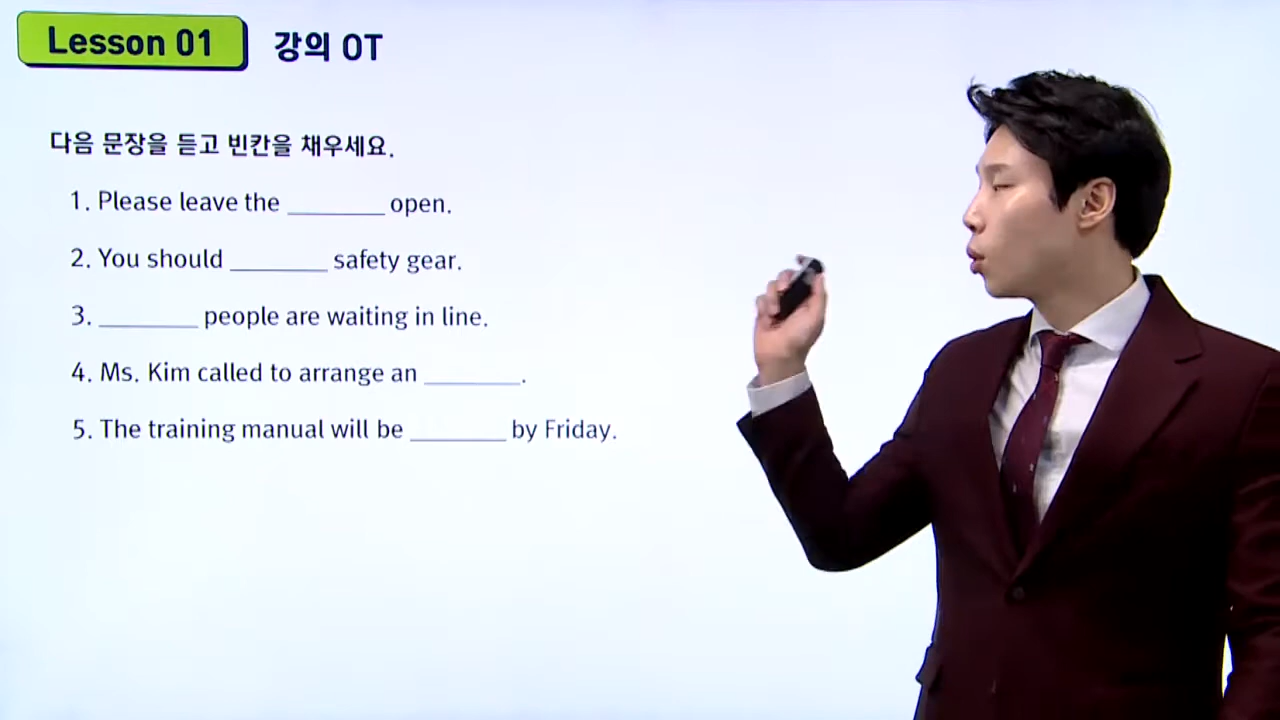 Lesson 01 강의 OT
다음 문장을 듣고 빈칸을 채우세요.
1. Please leave the ________ open.
2. You should ________ safety gear.
3. ________ people are waiting in line.
4. Ms. Kim called to arrange an ________.
5. The training manual will be ________ by Friday.